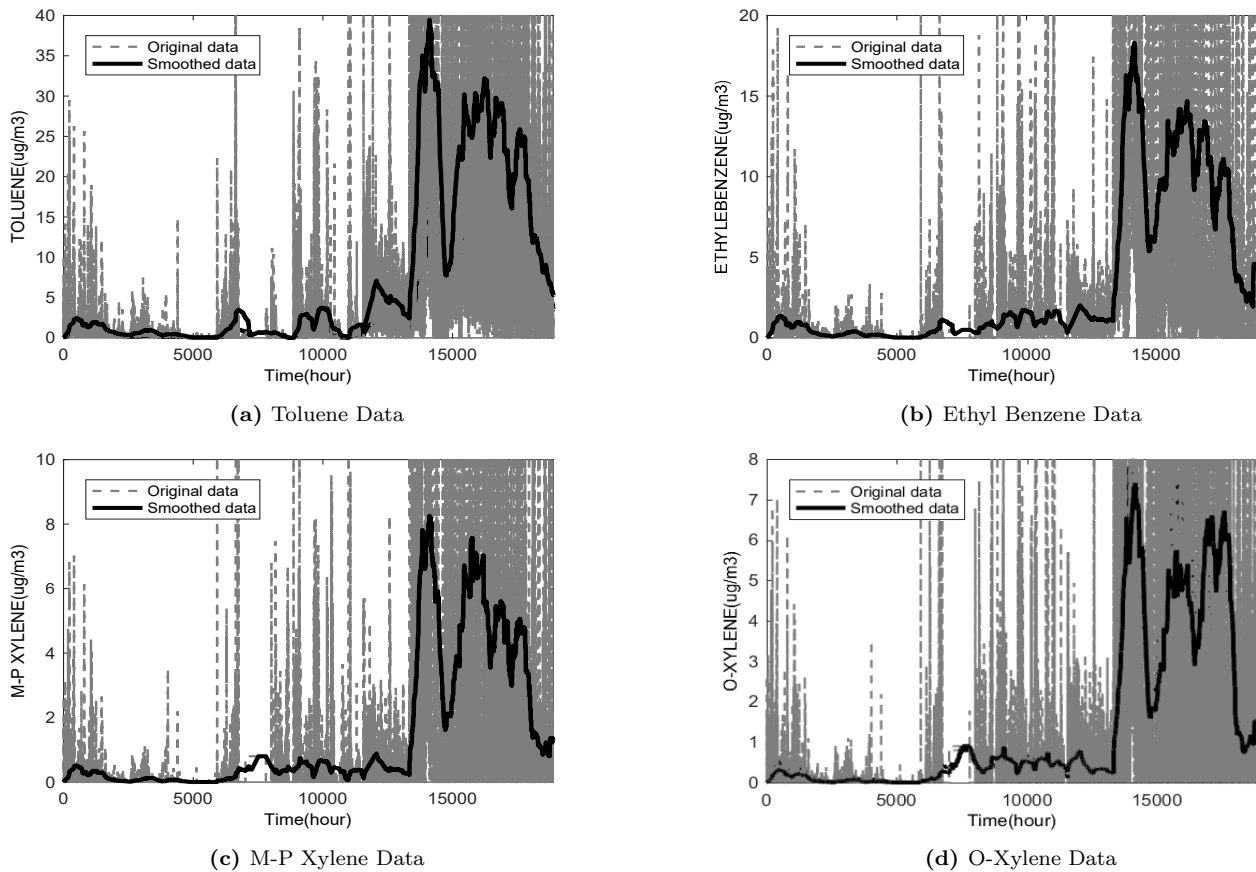 40
35
30
25
20
15
10
5
0
TOLUENE(ug/m3)
Original data
Smoothed data
0 5000 10000 15000
Time(hour)
(a) Toluene Data
20
15
10
5
0
ETHYLEBENZENE(ug/m3)
Original data
Smoothed data
0 5000 10000 15000
Time(hour)
(b) Ethyl Benzene Data
10
8
6
4
2
0
M-P XYLENE(ug/m3)
Original data
Smoothed data
0 5000 10000 15000
Time(hour)
(c) M-P Xylene Data
8
7
6
5
4
3
2
1
0
O-XYLENE(ug/m3)
Original data
Smoothed data
0 5000 10000 15000
Time(hour)
(d) O-Xylene Data